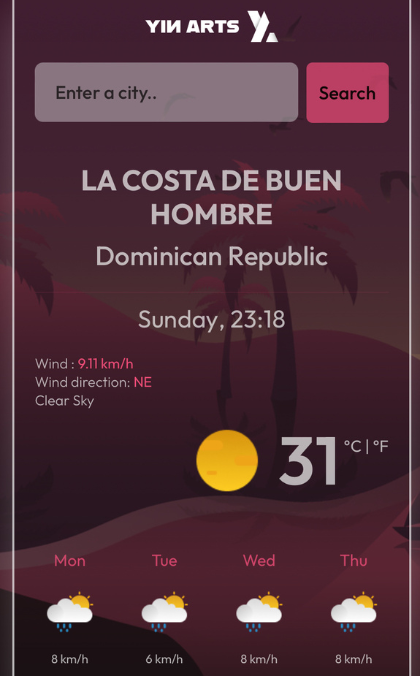 YIN ARTS
Enter a city..
Search
LA COSTA DE BUEN
HOMBRE
Dominican Republic
Sunday, 23:18
Wind : 9.11 km/h
Wind direction: NE
Clear Sky
31 °C | °F
Mon Tue Wed Thu
8 km/h 6 km/h 8 km/h 8 km/h